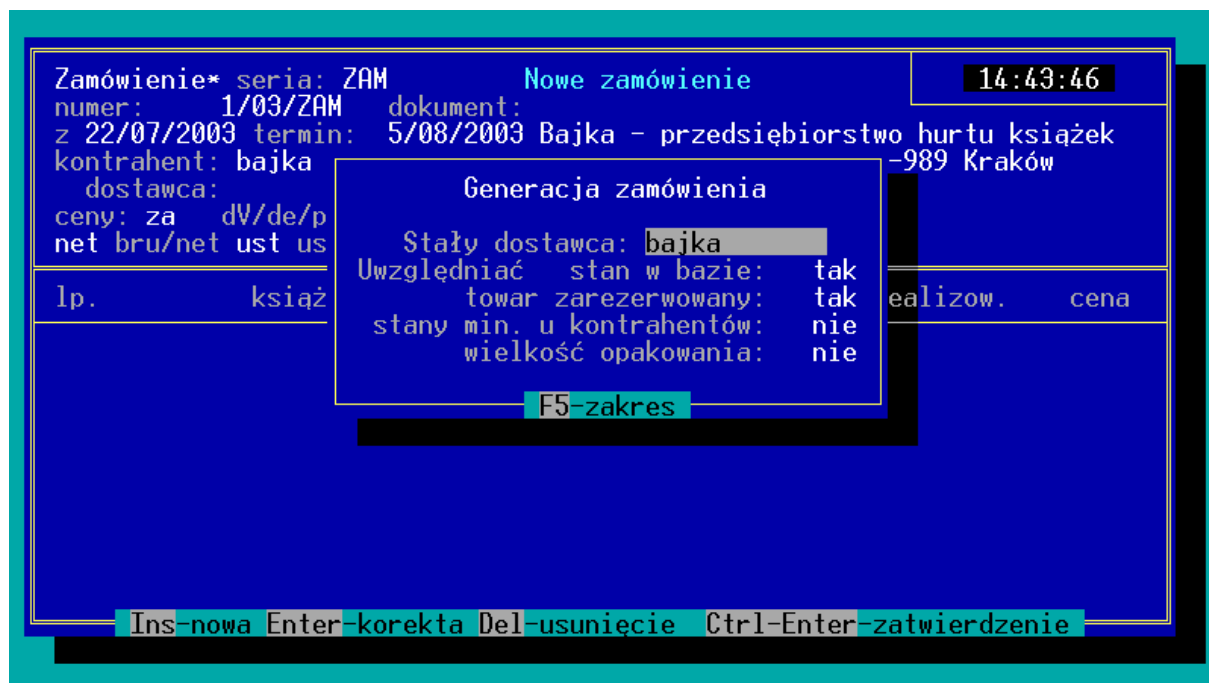 Zamówienie* seria: ZAM Nowe zamówienie 14:43:46
numer: 1/03/ZAM dokument:
z 22/07/2003 termin: 5/08/2003 Bajka - przedsiębiorstwo hurtu książek
kontrahent: bajka -989 Kraków
dostawca:
ceny: za dV/de/p
net bru/net ust us
lp. książ ealizow. cena
Generacja zamówienia
Stały dostawca: bajka
Uwzględniać stan w bazie: tak
towar zarezerwowany: tak
stany min. u kontrahentów: nie
wielkość opakowania: nie
F5-zakres
Ins-nowa Enter-korekta Del-usunięcie Ctrl-Enter-zatwierdzenie